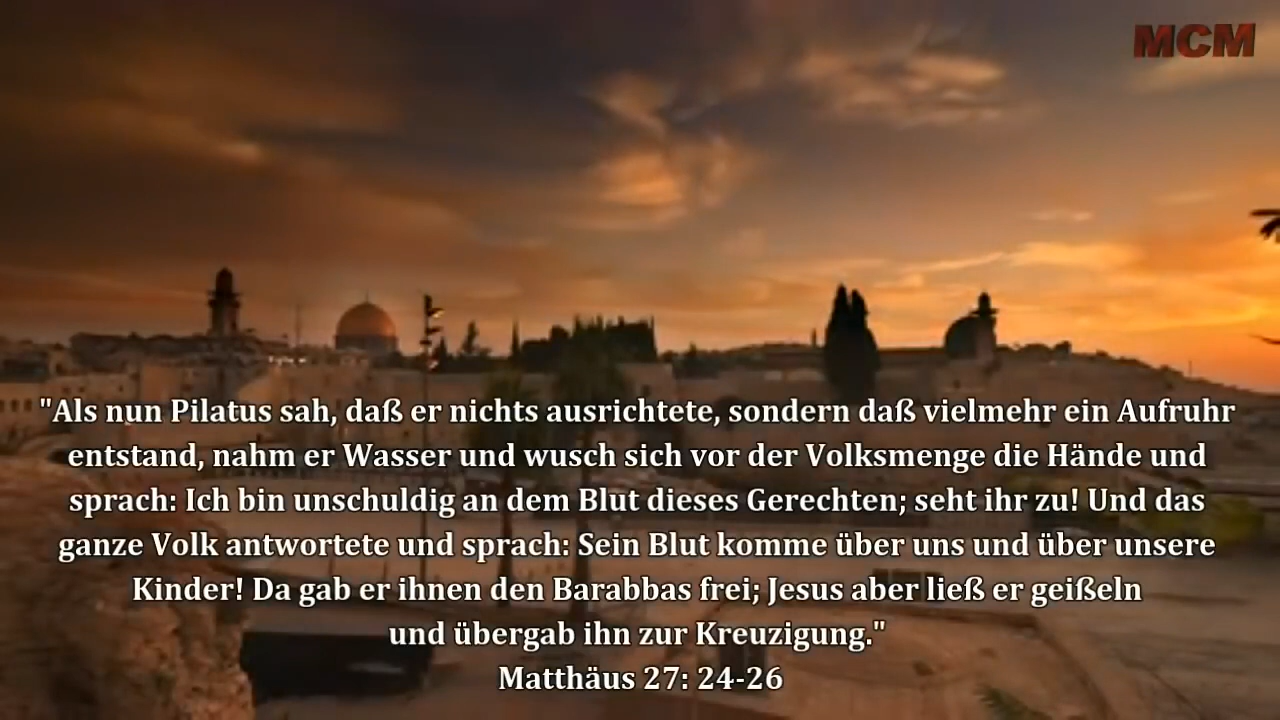 MCM
"Als nun Pilatus sah, daß er nichts ausrichtete, sondern daß vielmehr ein Aufruhr
entstand, nahm er Wasser und wusch sich vor der Volksmenge die Hände und
sprach: Ich bin unschuldig an dem Blut dieses Gerechten; seht ihr zu! Und das
ganze Volk antwortete und sprach: Sein Blut komme über uns und über unsere
Kinder! Da gab er ihnen den Barabbas frei; Jesus aber ließ er geißeln
und übergab ihn zur Kreuzigung."
Matthäus 27: 24-26